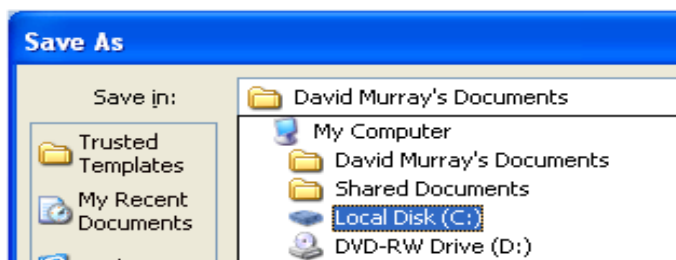 Save As
Save in:
David Murray's Documents
Trusted
Templates
My Recent
Documents
My Computer
David Murray's Documents
Shared Documents
Local Disk (C:)
DVD-RW Drive (D:)